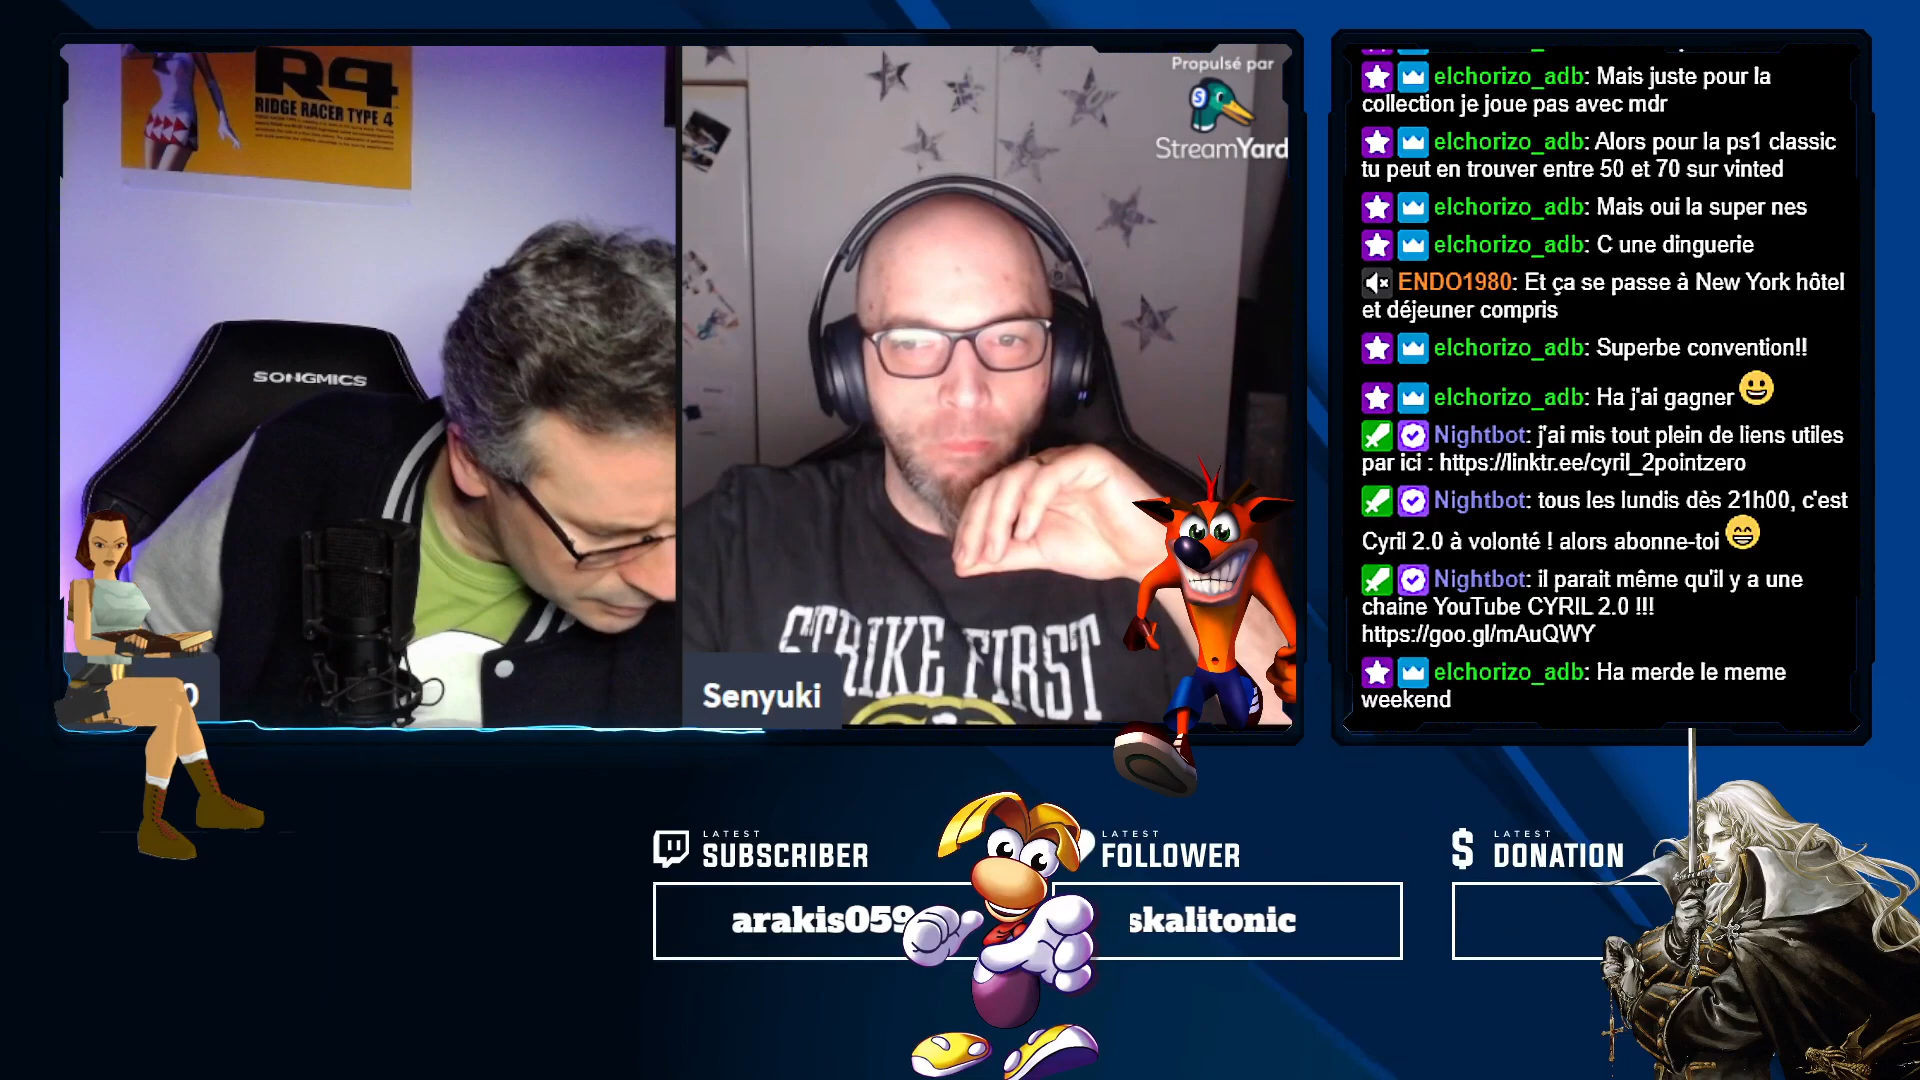 R4
RIDGE RACER TYPE 4
SONGMICS
0
Propulsé par
S
StreamYard
STRIKE FIRST
Senyuki
elchorizo_adb: Mais juste pour la
collection je joue pas avec mdr
elchorizo_adb: Alors pour la ps1 classic
tu peut en trouver entre 50 et 70 sur vinted
elchorizo_adb: Mais oui la super nes
elchorizo_adb: C une dinguerie
ENDO1980: Et ça se passe à New York hôtel
et déjeuner compris
elchorizo_adb: Superbe convention!!
elchorizo_adb: Ha j'ai gagner 😀
Nightbot: j'ai mis tout plein de liens utiles
par ici : https://linktr.ee/cyril_2pointzero
Nightbot: tous les lundis dès 21h00, c'est
Cyril 2.0 à volonté ! alors abonne-toi 😁
Nightbot: il parait même qu'il y a une
chaine YouTube CYRIL 2.0 !!!
https://goo.gl/mAuQWY
elchorizo_adb: Ha merde le meme
weekend
LATEST
SUBSCRIBER
arakis059
LATEST
FOLLOWER
skalitonic
$
LATEST
DONATION